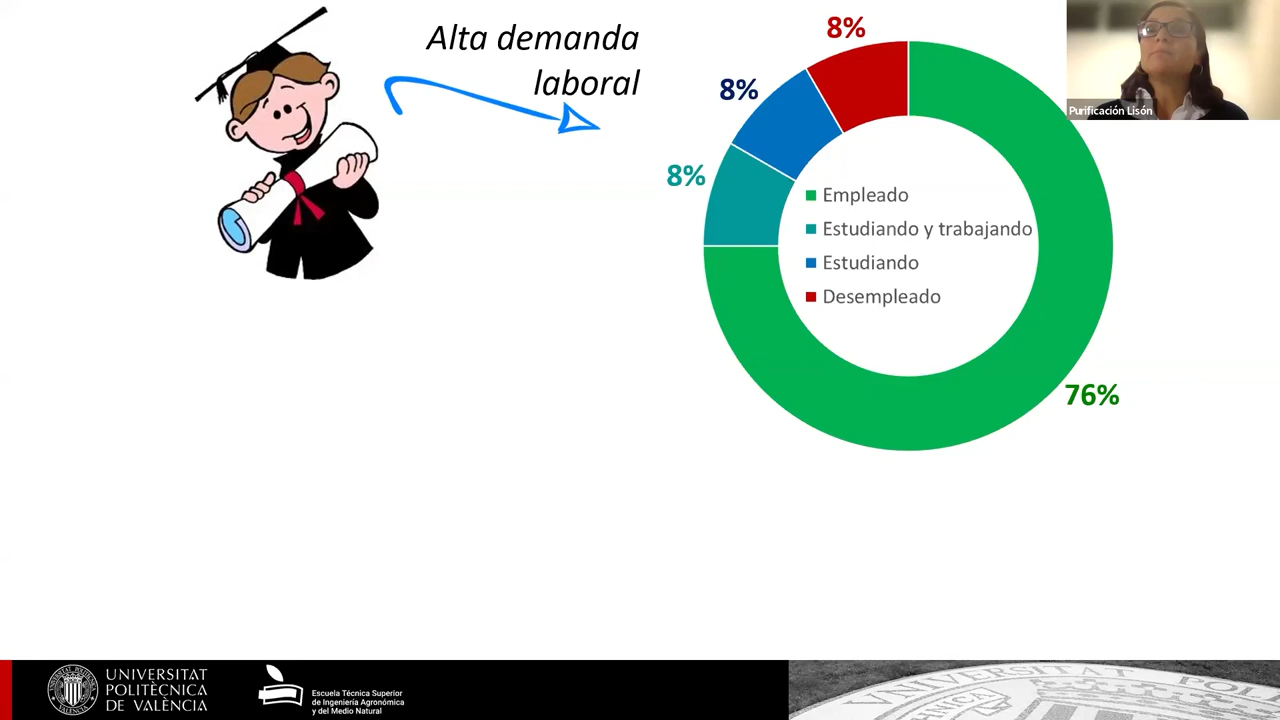 Alta demanda
laboral
8%
8%
8%
76%
Empleado
Estudiando y trabajando
Estudiando
Desempleado
Purificación Lisón
UNIVERSITAT
POLITÈCNICA
DE VALÈNCIA
Escuela Técnica Superior
de Ingeniería Agronómica
y del Medio Natural